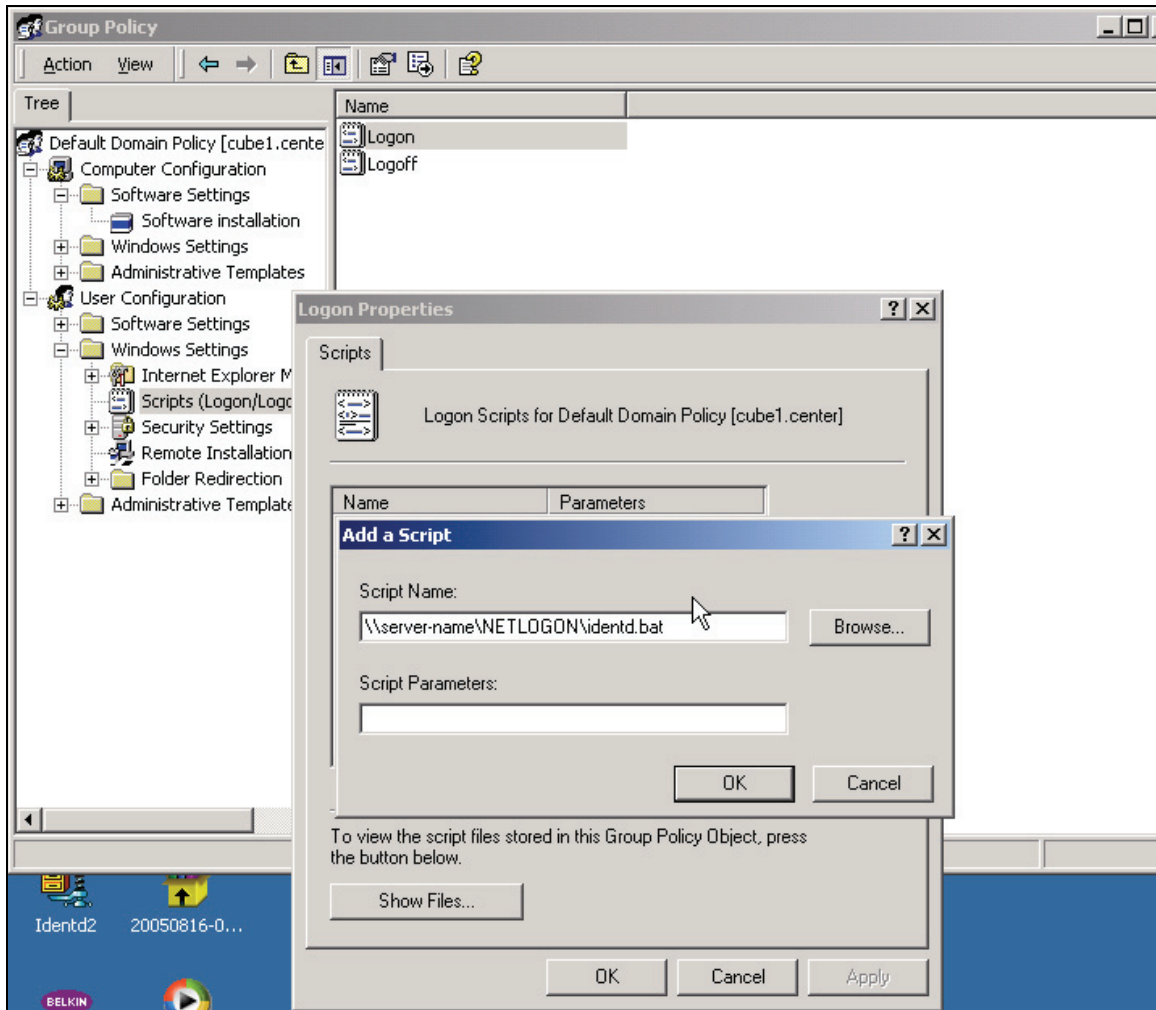 Group Policy
Action View
Tree
Name
Default Domain Policy [cube1.cente
Computer Configuration
Software Settings
Software installation
Windows Settings
Administrative Templates
User Configuration
Software Settings
Windows Settings
Internet Explorer M
Scripts (Logon/Logo
Security Settings
Remote Installation
Folder Redirection
Administrative Template
Logon
Logoff
Logon Properties
Scripts
Logon Scripts for Default Domain Policy [cube1.center]
Name Parameters
Add a Script
Script Name:
\\server-name\NETLOGON\identd.bat
Browse...
Script Parameters:
OK Cancel
To view the script files stored in this Group Policy Object, press
the button below.
Show Files...
OK Cancel Apply
Identd2 20050816-0...
BELKIN